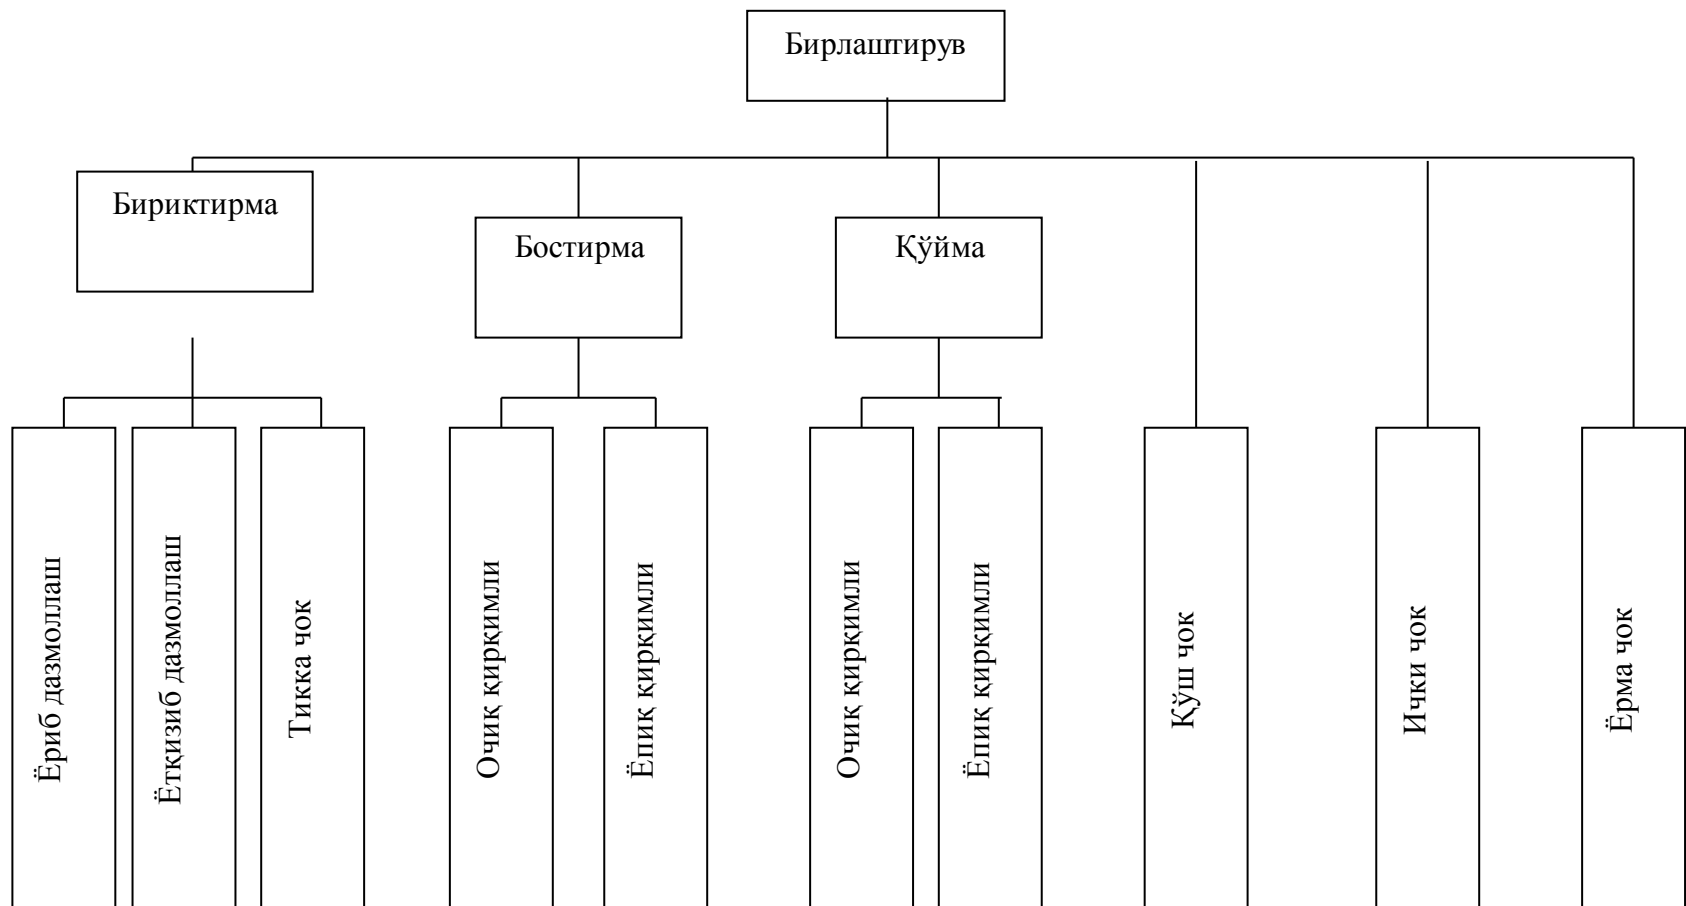 Бирлаштирув
Бириктирма
Бостирма
Қўйма
Ёриб дазмоллаш
Ётқизиб дазмоллаш
Тикка чок
Очиқ қирқимли
Ёпиқ қирқимли
Очиқ қирқимли
Ёпиқ қирқимли
Қўш чок
Ички чок
Ёрма чок